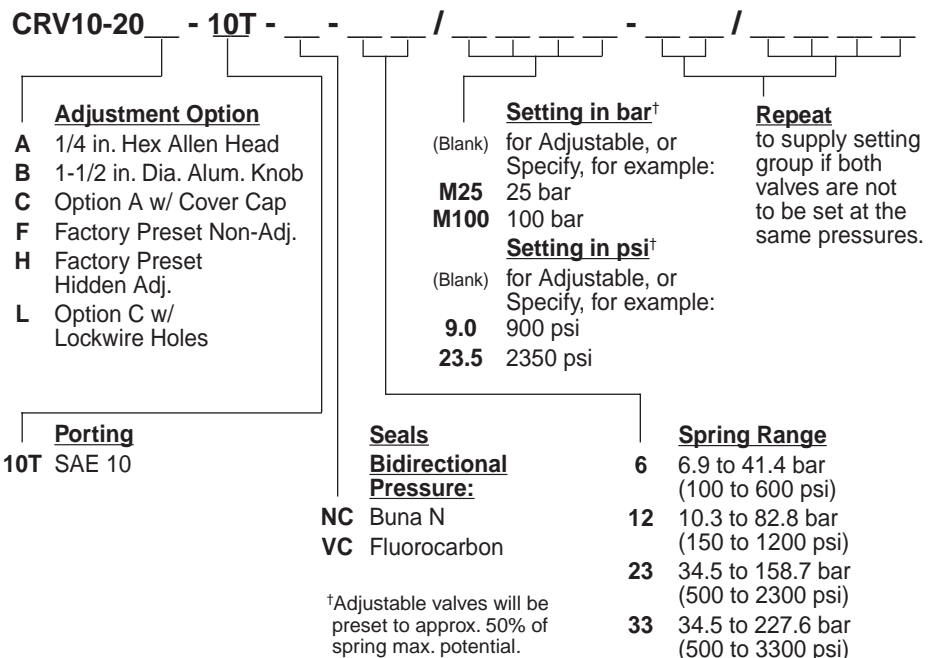 CRV10-20__ - 10T - __ - __ __ / __ __ __ __ - __ __ / __ __ __ __
Adjustment Option
A 1/4 in. Hex Allen Head
B 1-1/2 in. Dia. Alum. Knob
C Option A w/ Cover Cap
F Factory Preset Non-Adj.
H Factory Preset
Hidden Adj.
L Option C w/
Lockwire Holes
Setting in bar†
(Blank) for Adjustable, or
Specify, for example:
M25 25 bar
M100 100 bar
Setting in psi†
(Blank) for Adjustable, or
Specify, for example:
9.0 900 psi
23.5 2350 psi
Repeat
to supply setting
group if both
valves are not
to be set at the
same pressures.
Porting
10T SAE 10
Seals
Bidirectional
Pressure:
NC Buna N
VC Fluorocarbon
†Adjustable valves will be
preset to approx. 50% of
spring max. potential.
Spring Range
6 6.9 to 41.4 bar
(100 to 600 psi)
12 10.3 to 82.8 bar
(150 to 1200 psi)
23 34.5 to 158.7 bar
(500 to 2300 psi)
33 34.5 to 227.6 bar
(500 to 3300 psi)